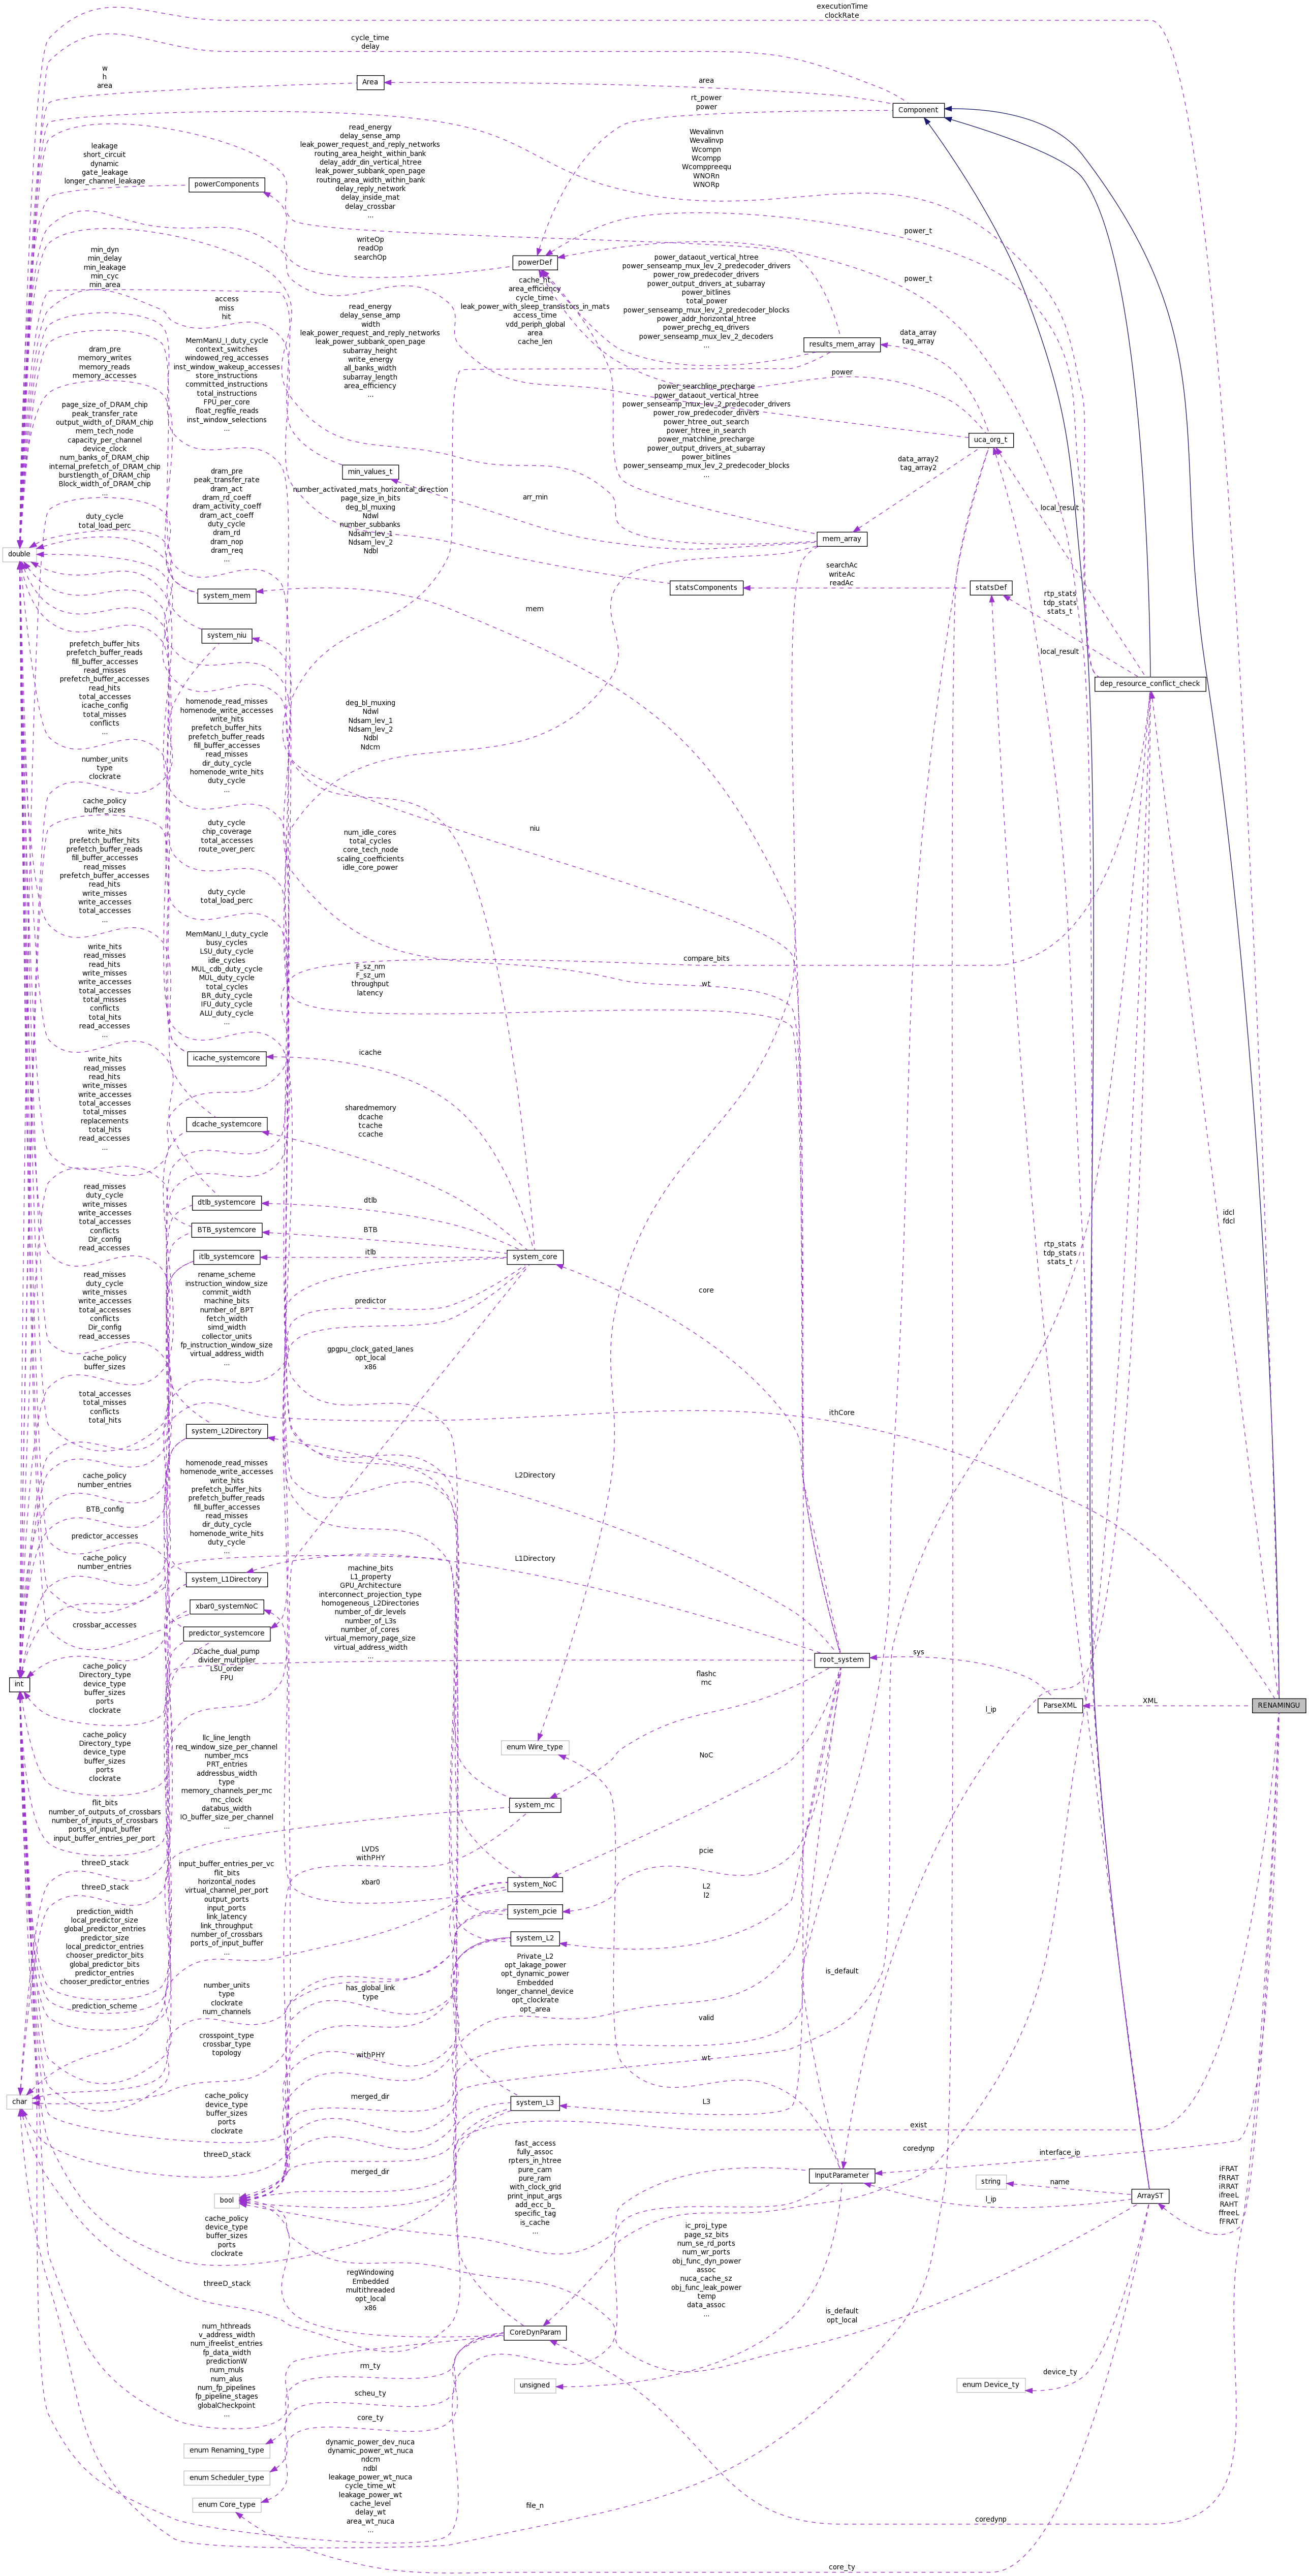 executionTime
clockRate
cycle_time
delay
w
h
area
Area
area
Component
rt_power
power
read_energy
delay_sense_amp
leak_power_request_and_reply_networks
routing_area_height_within_bank
delay_addr_din_vertical_htree
leak_power_subbank_open_page
routing_area_width_within_bank
delay_reply_network
delay_inside_mat
delay_crossbar
...
Wevalinvn
Wevalinvp
Wcompn
Wcompp
Wcomppreequ
WNORn
WNORp
leakage
short_circuit
dynamic
gate_leakage
longer_channel_leakage
powerComponents
power_t
writeOp
readOp
searchOp
powerDef
power_dataout_vertical_htree
power_senseamp_mux_lev_2_predecoder_drivers
power_row_predecoder_drivers
power_output_drivers_at_subarray
power_bitlines
total_power
power_senseamp_mux_lev_2_predecoder_blocks
power_addr_horizontal_htree
power_prechg_eq_drivers
power_senseamp_mux_lev_2_decoders
...
power_t
min_dyn
min_delay
min_leakage
min_cyc
min_area
access
miss
hit
cache_ht
area_efficiency
cycle_time
leak_power_with_sleep_transistors_in_mats
access_time
vdd_periph_global
area
cache_len
read_energy
delay_sense_amp
width
leak_power_request_and_reply_networks
leak_power_subbank_open_page
subarray_height
write_energy
all_banks_width
subarray_length
area_efficiency
...
results_mem_array
data_array
tag_array
dram_pre
memory_writes
memory_reads
memory_accesses
MemManU_I_duty_cycle
context_switches
windowed_reg_accesses
inst_window_wakeup_accesses
store_instructions
committed_instructions
total_instructions
FPU_per_core
float_regfile_reads
inst_window_selections
...
power
power_searchline_precharge
power_dataout_vertical_htree
power_senseamp_mux_lev_2_predecoder_drivers
power_row_predecoder_drivers
power_htree_out_search
power_htree_in_search
power_matchline_precharge
power_output_drivers_at_subarray
power_bitlines
power_senseamp_mux_lev_2_predecoder_blocks
...
uca_org_t
page_size_of_DRAM_chip
peak_transfer_rate
output_width_of_DRAM_chip
mem_tech_node
capacity_per_channel
device_clock
num_banks_of_DRAM_chip
internal_prefetch_of_DRAM_chip
burstlength_of_DRAM_chip
Block_width_of_DRAM_chip
...
min_values_t
data_array2
tag_array2
dram_pre
peak_transfer_rate
dram_act
dram_rd_coeff
dram_activity_coeff
dram_act_coeff
duty_cycle
dram_rd
dram_nop
dram_req
...
number_activated_mats_horizontal_direction
page_size_in_bits
deg_bl_muxing
Ndwl
number_subbanks
Ndsam_lev_1
Ndsam_lev_2
Ndbl
arr_min
local_result
mem_array
duty_cycle
total_load_perc
double
system_mem
statsComponents
searchAc
writeAc
readAc
statsDef
rtp_stats
tdp_stats
stats_t
mem
system_niu
local_result
dep_resource_conflict_check
prefetch_buffer_hits
prefetch_buffer_reads
fill_buffer_accesses
read_misses
prefetch_buffer_accesses
read_hits
total_accesses
icache_config
total_misses
conflicts
...
homenode_read_misses
homenode_write_accesses
write_hits
prefetch_buffer_hits
prefetch_buffer_reads
fill_buffer_accesses
read_misses
dir_duty_cycle
homenode_write_hits
duty_cycle
...
deg_bl_muxing
Ndwl
Ndsam_lev_1
Ndsam_lev_2
Ndbl
Ndcm
number_units
type
clockrate
cache_policy
buffer_sizes
duty_cycle
chip_coverage
total_accesses
route_over_perc
num_idle_cores
total_cycles
core_tech_node
scaling_coefficients
idle_core_power
niu
write_hits
prefetch_buffer_hits
prefetch_buffer_reads
fill_buffer_accesses
read_misses
prefetch_buffer_accesses
read_hits
write_misses
write_accesses
total_accesses
...
duty_cycle
total_load_perc
MemManU_I_duty_cycle
busy_cycles
LSU_duty_cycle
idle_cycles
MUL_cdb_duty_cycle
MUL_duty_cycle
total_cycles
BR_duty_cycle
IFU_duty_cycle
ALU_duty_cycle
...
F_sz_nm
F_sz_um
throughput
latency
compare_bits
wt
write_hits
read_misses
read_hits
write_misses
write_accesses
total_accesses
total_misses
conflicts
total_hits
read_accesses
...
icache_systemcore
icache
write_hits
read_misses
read_hits
write_misses
write_accesses
total_accesses
total_misses
replacements
total_hits
read_accesses
...
dcache_systemcore
sharedmemory
dcache
tcache
ccache
read_misses
duty_cycle
write_misses
write_accesses
total_accesses
conflicts
Dir_config
read_accesses
dtlb_systemcore
dtlb
BTB_systemcore
BTB
itlb_systemcore
itlb
system_core
idcl
fdcl
rtp_stats
tdp_stats
stats_t
read_misses
duty_cycle
write_misses
write_accesses
total_accesses
conflicts
Dir_config
read_accesses
rename_scheme
instruction_window_size
commit_width
machine_bits
number_of_BPT
fetch_width
simd_width
collector_units
fp_instruction_window_size
virtual_address_width
...
predictor
core
cache_policy
buffer_sizes
gpgpu_clock_gated_lanes
opt_local
x86
total_accesses
total_misses
conflicts
total_hits
system_L2Directory
ithCore
cache_policy
number_entries
homenode_read_misses
homenode_write_accesses
write_hits
prefetch_buffer_hits
prefetch_buffer_reads
fill_buffer_accesses
read_misses
dir_duty_cycle
homenode_write_hits
duty_cycle
...
L2Directory
BTB_config
predictor_accesses
cache_policy
number_entries
L1Directory
system_L1Directory
machine_bits
L1_property
GPU_Architecture
interconnect_projection_type
homogeneous_L2Directories
number_of_dir_levels
number_of_L3s
number_of_cores
virtual_memory_page_size
virtual_address_width
...
crossbar_accesses
xbar0_systemNoC
predictor_systemcore
Dcache_dual_pump
divider_multiplier
LSU_order
FPU
root_system
sys
int
cache_policy
Directory_type
device_type
buffer_sizes
ports
clockrate
flashc
mc
l_ip
ParseXML
XML
RENAMINGU
cache_policy
Directory_type
device_type
buffer_sizes
ports
clockrate
llc_line_length
req_window_size_per_channel
number_mcs
PRT_entries
addressbus_width
type
memory_channels_per_mc
mc_clock
databus_width
IO_buffer_size_per_channel
...
enum Wire_type
NoC
flit_bits
number_of_outputs_of_crossbars
number_of_inputs_of_crossbars
ports_of_input_buffer
input_buffer_entries_per_port
system_mc
LVDS
withPHY
pcie
threeD_stack
threeD_stack
input_buffer_entries_per_vc
flit_bits
horizontal_nodes
virtual_channel_per_port
output_ports
input_ports
link_latency
link_throughput
number_of_crossbars
ports_of_input_buffer
...
xbar0
system_NoC
L2
l2
prediction_width
local_predictor_size
global_predictor_entries
predictor_size
local_predictor_entries
chooser_predictor_bits
global_predictor_bits
predictor_entries
chooser_predictor_entries
system_pcie
system_L2
Private_L2
opt_lakage_power
opt_dynamic_power
Embedded
longer_channel_device
opt_clockrate
opt_area
is_default
prediction_scheme
number_units
type
clockrate
num_channels
has_global_link
type
valid
crosspoint_type
crossbar_type
topology
withPHY
wt
char
cache_policy
device_type
buffer_sizes
ports
clockrate
merged_dir
system_L3
L3
exist
threeD_stack
fast_access
fully_assoc
rpters_in_htree
pure_cam
pure_ram
with_clock_grid
print_input_args
add_ecc_b_
specific_tag
is_cache
...
coredynp
interface_ip
merged_dir
InputParameter
string
name
ArrayST
l_ip
iFRAT
fRRAT
iRRAT
ifreeL
RAHT
ffreeL
fFRAT
bool
cache_policy
device_type
buffer_sizes
ports
clockrate
ic_proj_type
page_sz_bits
num_se_rd_ports
num_wr_ports
obj_func_dyn_power
assoc
nuca_cache_sz
obj_func_leak_power
temp
data_assoc
...
threeD_stack
regWindowing
Embedded
multithreaded
opt_local
x86
is_default
opt_local
CoreDynParam
num_hthreads
v_address_width
num_ifreelist_entries
fp_data_width
predictionW
num_muls
num_alus
num_fp_pipelines
fp_pipeline_stages
globalCheckpoint
...
rm_ty
device_ty
unsigned
enum Device_ty
scheu_ty
core_ty
enum Renaming_type
enum Scheduler_type
enum Core_type
dynamic_power_dev_nuca
dynamic_power_wt_nuca
ndcm
ndbl
leakage_power_wt_nuca
cycle_time_wt
leakage_power_wt
cache_level
delay_wt
area_wt_nuca
...
file_n
coredynp
core_ty